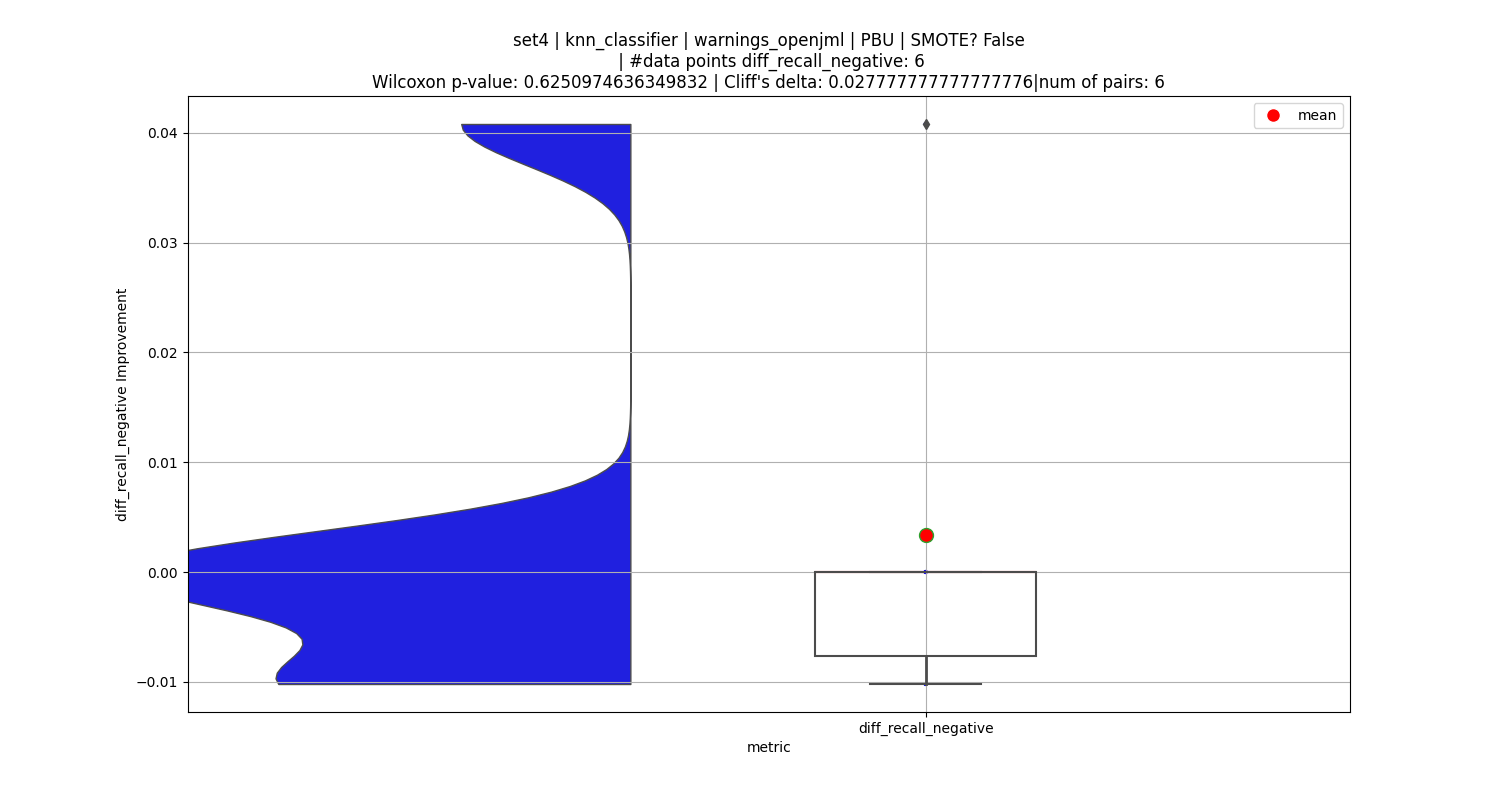 set4 | knn_classifier | warnings_openjml | PBU | SMOTE? False
| #data points diff_recall_negative: 6
Wilcoxon p-value: 0.6250974636349832 | Cliff's delta: 0.027777777777777776|num of pairs: 6
mean
0.04
0.03
0.02
0.01
0.00
−0.01
diff_recall_negative Improvement
diff_recall_negative
metric